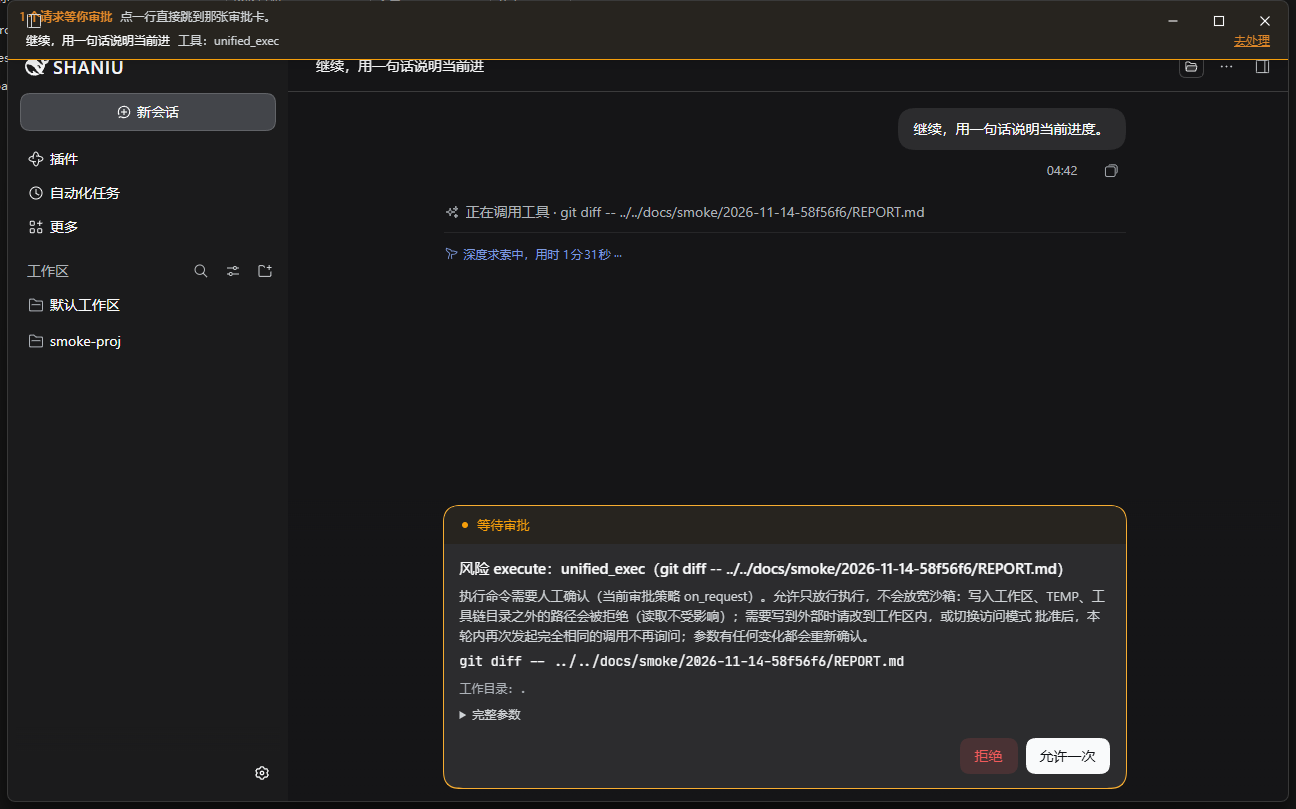 1 个请求等你审批 点一行直接跳到那张审批卡。
继续，用一句话说明当前进 工具：unified_exec
去处理
SHANIU
继续，用一句话说明当前进
新会话
插件
自动化任务
更多
工作区
默认工作区
smoke-proj
继续，用一句话说明当前进度。
04:42
正在调用工具 · git diff -- ../../docs/smoke/2026-11-14-58f56f6/REPORT.md
深度求索中，用时 1分31秒 ···
等待审批
风险 execute：unified_exec（git diff -- ../../docs/smoke/2026-11-14-58f56f6/REPORT.md）
执行命令需要人工确认（当前审批策略 on_request）。允许只放行执行，不会放宽沙箱：写入工作区、TEMP、工
具链目录之外的路径会被拒绝（读取不受影响）；需要写到外部时请改到工作区内，或切换访问模式 批准后，本
轮内再次发起完全相同的调用不再询问；参数有任何变化都会重新确认。
git diff -- ../../docs/smoke/2026-11-14-58f56f6/REPORT.md
工作目录：.
完整参数
拒绝
允许一次